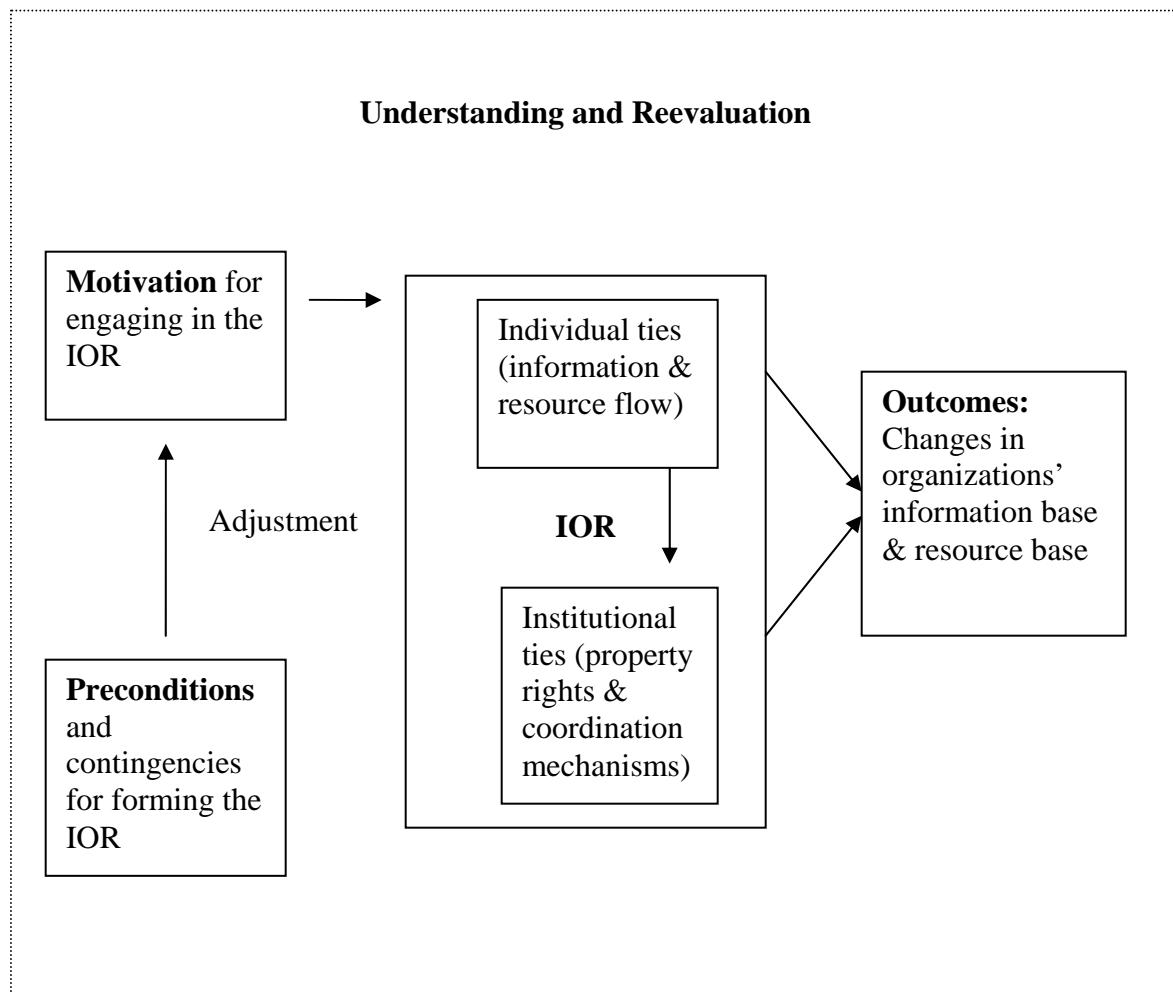 Understanding and Reevaluation
Motivation for
engaging in the
IOR
Adjustment
Preconditions
and
contingencies
for forming the
IOR
Individual ties
(information &
resource flow)
IOR
Institutional
ties (property
rights &
coordination
mechanisms)
Outcomes:
Changes in
organizations’
information base
& resource base